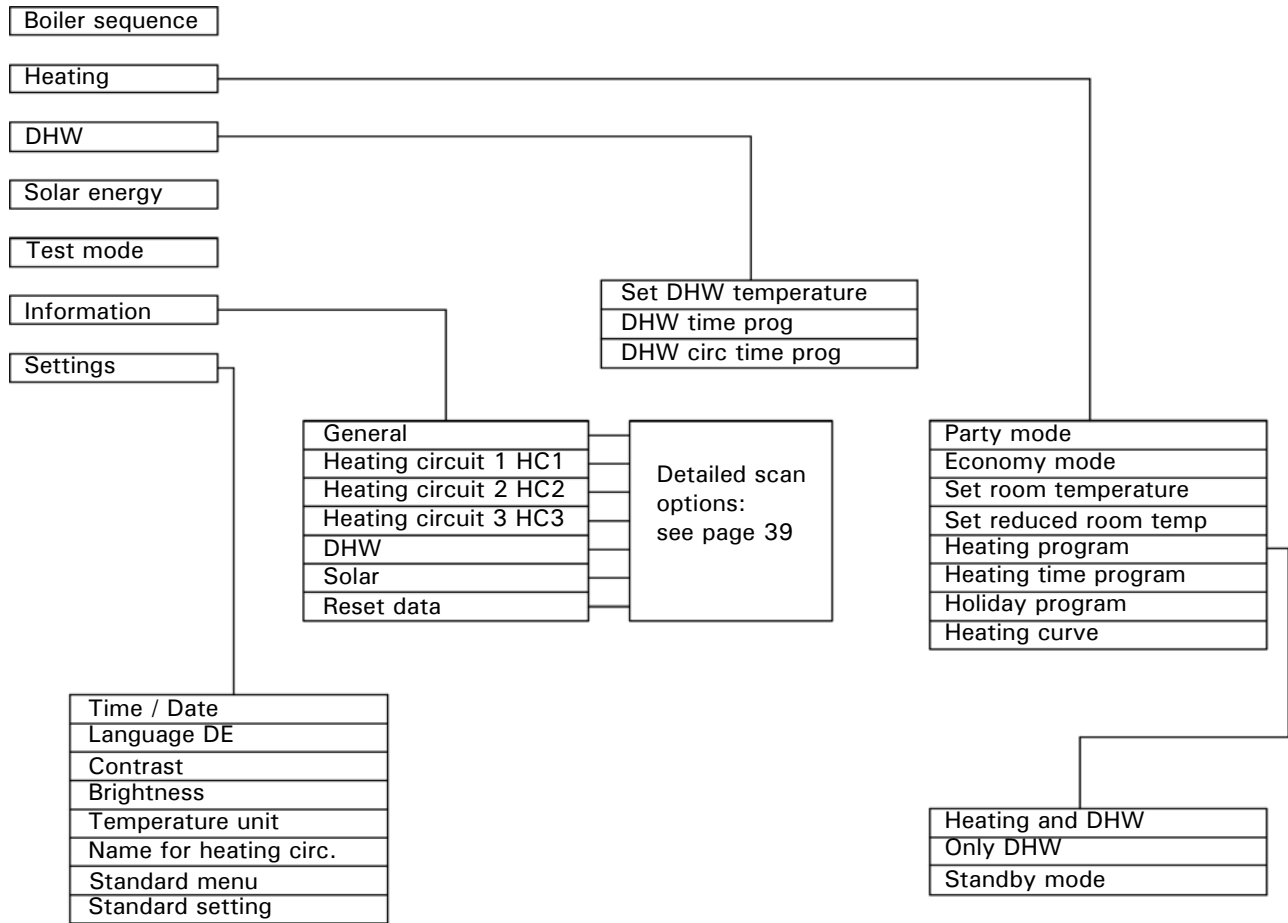 Boiler sequence
Heating
DHW
Solar energy
Test mode
Information
Settings
Set DHW temperature
DHW time prog
DHW circ time prog
General
Heating circuit 1 HC1
Heating circuit 2 HC2
Heating circuit 3 HC3
DHW
Solar
Reset data
Detailed scan
options:
see page 39
Party mode
Economy mode
Set room temperature
Set reduced room temp
Heating program
Heating time program
Holiday program
Heating curve
Time / Date
Language DE
Contrast
Brightness
Temperature unit
Name for heating circ.
Standard menu
Standard setting
Heating and DHW
Only DHW
Standby mode